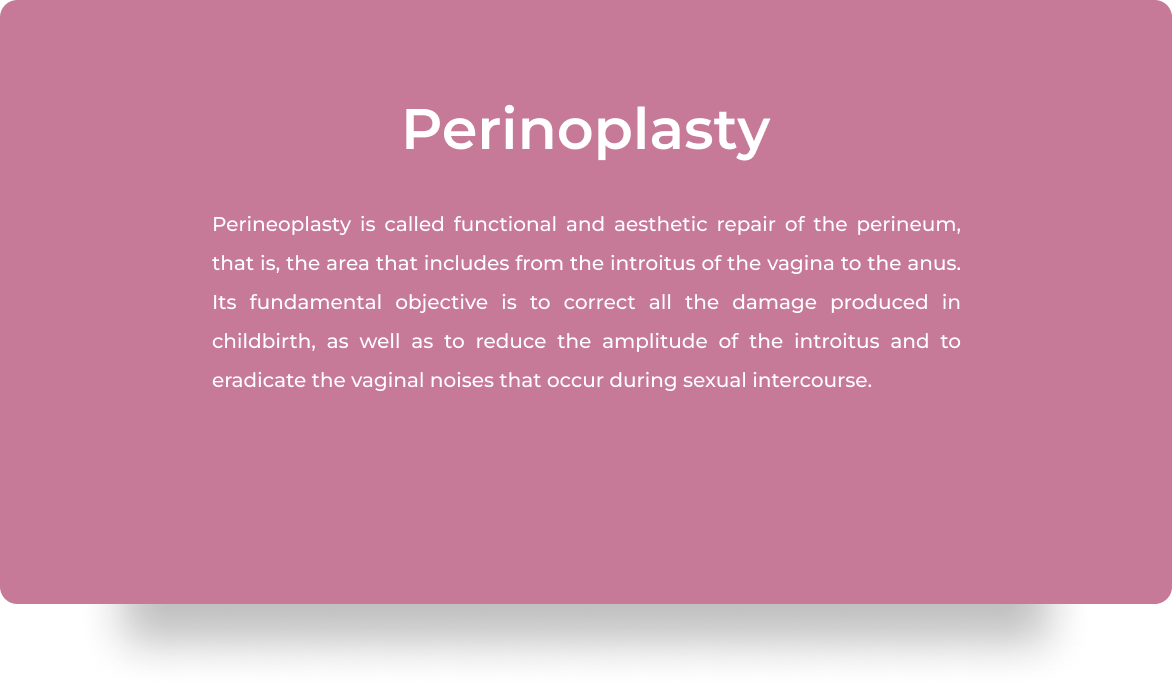 Perinoplasty
Perineoplasty is called functional and aesthetic repair of the perineum,
that is, the area that includes from the introitus of the vagina to the anus.
Its fundamental objective is to correct all the damage produced in
childbirth, as well as to reduce the amplitude of the introitus and to
eradicate the vaginal noises that occur during sexual intercourse.